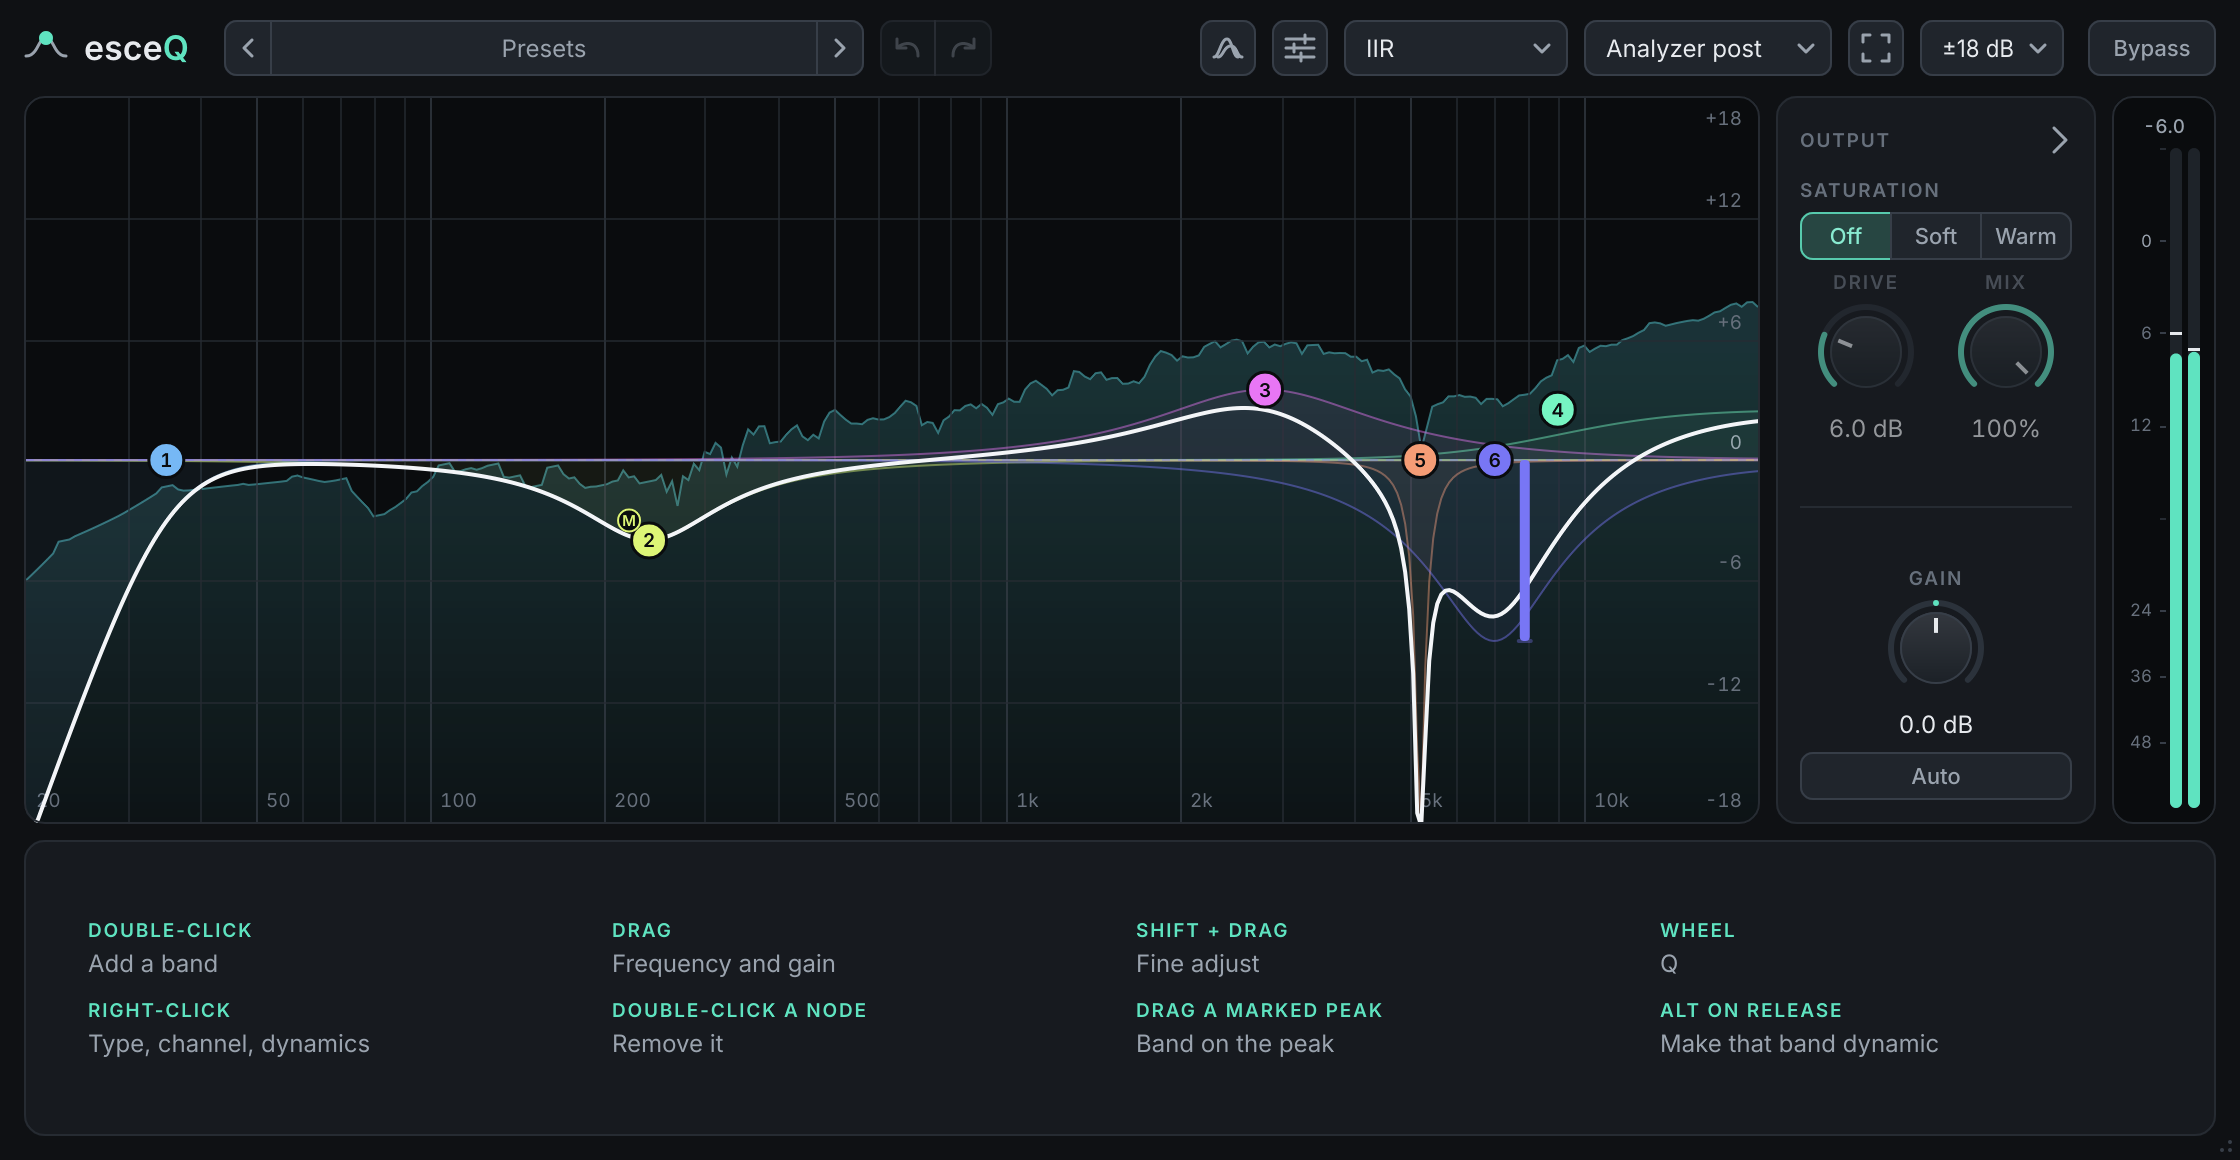 esceQ
Presets
IIR
Analyzer post
±18 dB
Bypass
+18
+12
+6
0
-6
-12
-18
1
M
2
3
4
5
6
20
50
100
200
500
1k
2k
5k
10k
OUTPUT
SATURATION
Off
Soft
Warm
DRIVE
MIX
6.0 dB
100%
GAIN
0.0 dB
Auto
-6.0
0
6
12
24
36
48
DOUBLE-CLICK
Add a band
DRAG
Frequency and gain
SHIFT + DRAG
Fine adjust
WHEEL
Q
RIGHT-CLICK
Type, channel, dynamics
DOUBLE-CLICK A NODE
Remove it
DRAG A MARKED PEAK
Band on the peak
ALT ON RELEASE
Make that band dynamic